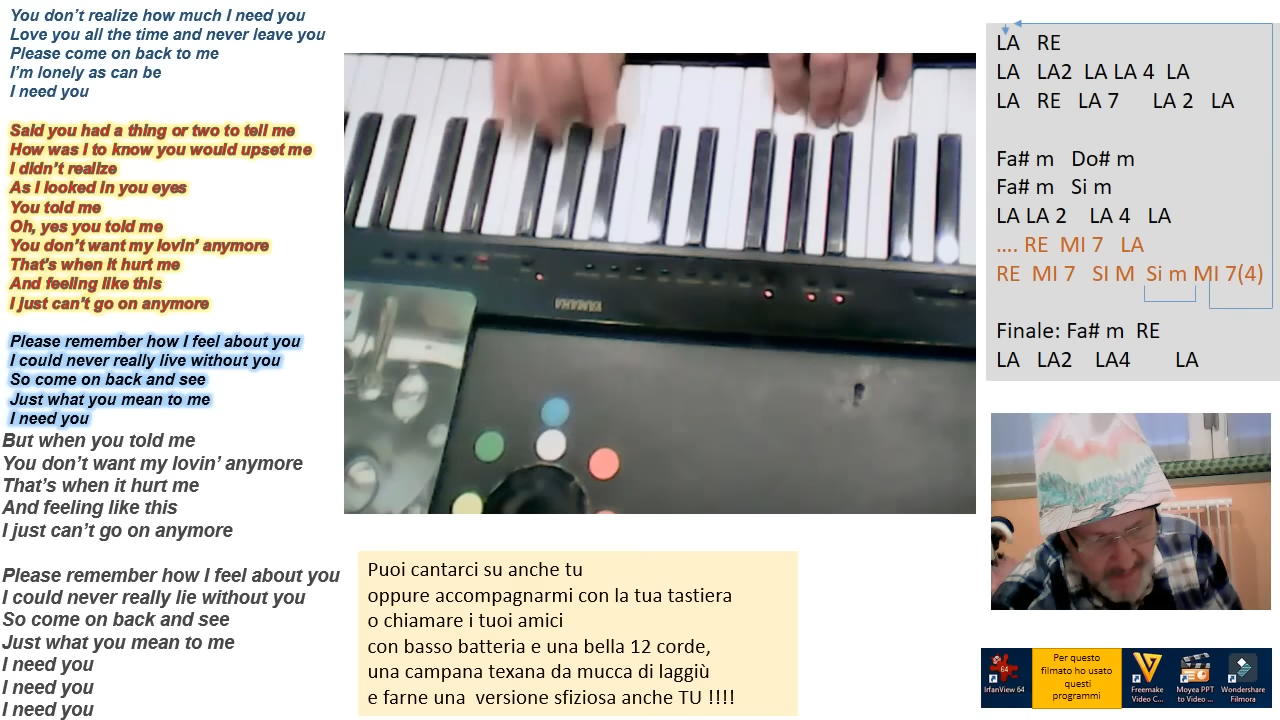 You don't realize how much I need you
Love you all the time and never leave you
Please come on back to me
I'm lonely as can be
I need you
Said you had a thing or two to tell me
How was I to know you would upset me
I didn't realize
As I looked in you eyes
You told me
Oh, yes you told me
You don't want my lovin' anymore
That's when it hurt me
And feeling like this
I just can't go on anymore
Please remember how I feel about you
I could never really live without you
So come on back and see
Just what you mean to me
I need you
But when you told me
You don't want my lovin' anymore
That's when it hurt me
And feeling like this
I just can't go on anymore
Please remember how I feel about you
I could never really lie without you
So come on back and see
Just what you mean to me
I need you
I need you
I need you
YAMAHA
Puoi cantarci su anche tu
oppure accompagnarmi con la tua tastiera
o chiamare i tuoi amici
con basso batteria e una bella 12 corde,
una campana texana da mucca di laggiù
e farne una versione sfiziosa anche TU !!!!
LA RE
LA LA2 LA LA 4 LA
LA RE LA 7 LA 2 LA
Fa# m Do# m
Fa# m Si m
LA LA 2 LA 4 LA
.... RE MI 7 LA
RE MI 7 SI M Si m MI 7(4)
Finale: Fa# m RE
LA LA2 LA4 LA
64
IrfanView 64
Per questo
filmato ho usato
questi
programmi
Freemake
Video C...
Moyea PPT
to Video ...
Wondershare
Filmora